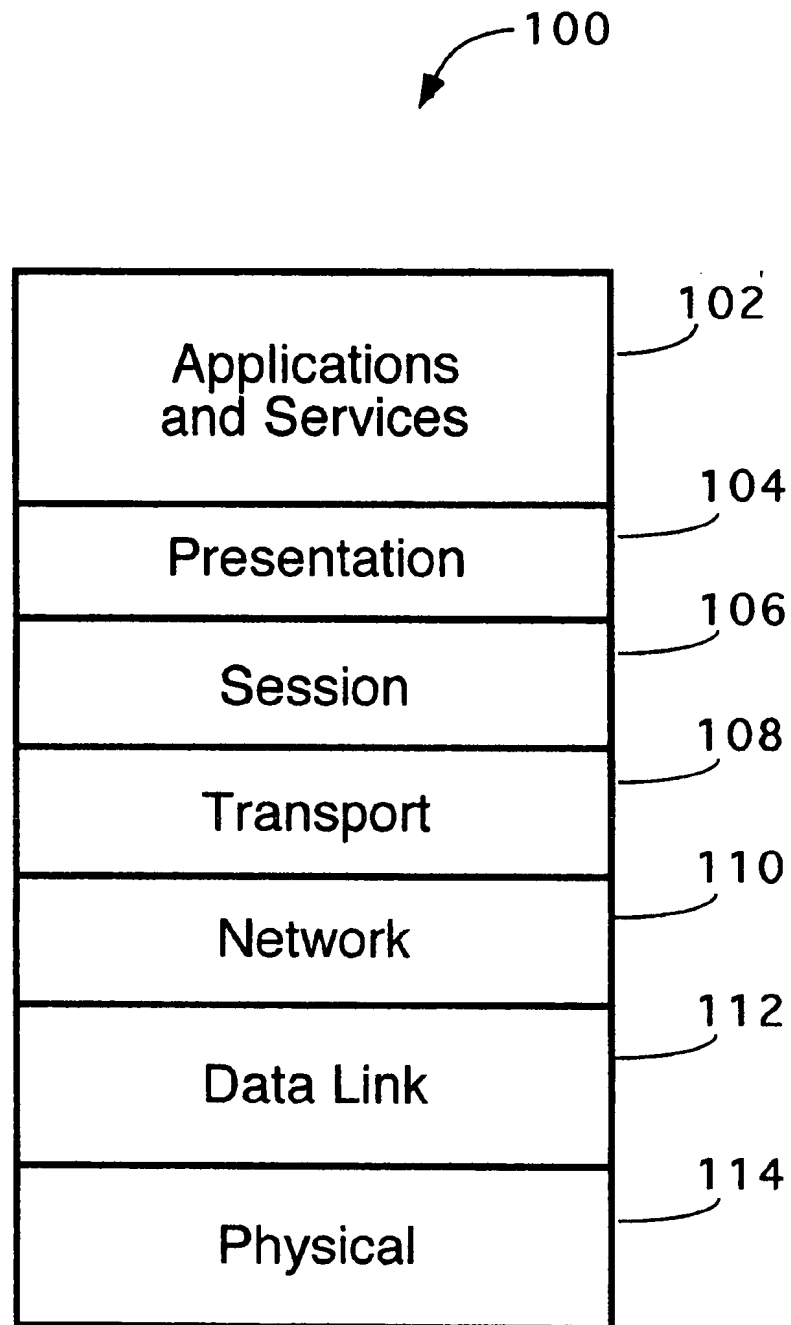 100
102
Applications
and Services
104
Presentation
106
Session
108
Transport
110
Network
112
Data Link
114
Physical